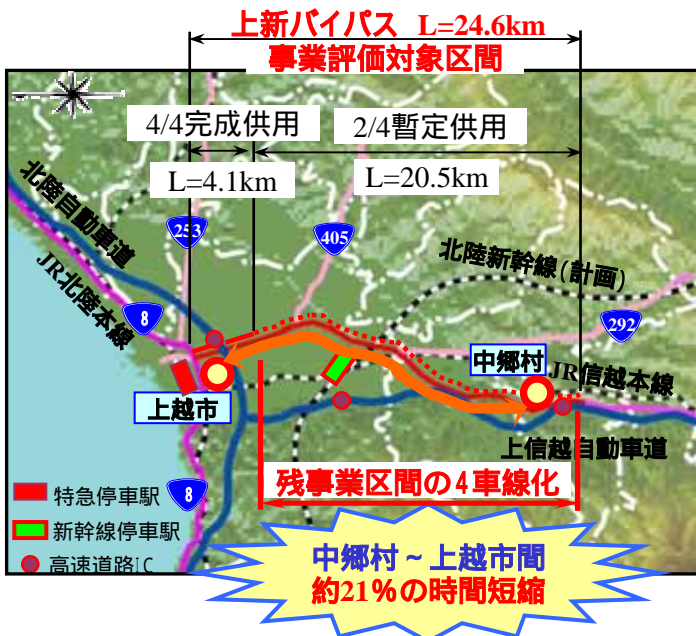 上新バイパス L=24.6km
事業評価対象区間
4/4完成供用
2/4暫定供用
L=4.1km
L=20.5km
北陸自動車道
JR北陸本線
253
405
北陸新幹線(計画)
8
292
中郷村
JR信越本線
上越市
上信越自動車道
残事業区間の4車線化
特急停車駅
8
新幹線停車駅
高速道路IC
中郷村～上越市間
約21％の時間短縮